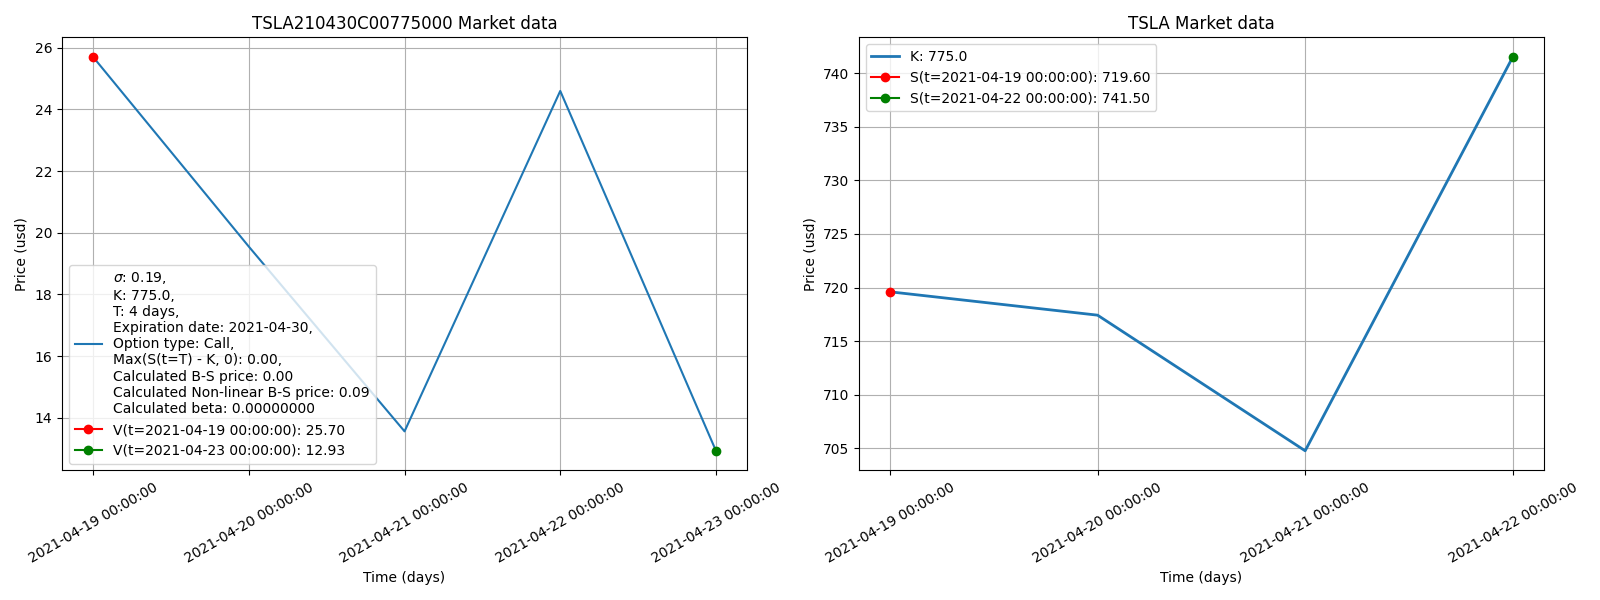 TSLA210430C00775000 Market data
26
24
22
20
18
16
14
Price (usd)
σ: 0.19,
K: 775.0,
T: 4 days,
Expiration date: 2021-04-30,
Option type: Call,
Max(S(t=T) - K, 0): 0.00,
Calculated B-S price: 0.00
Calculated Non-linear B-S price: 0.09
Calculated beta: 0.00000000
V(t=2021-04-19 00:00:00): 25.70
V(t=2021-04-23 00:00:00): 12.93
2021-04-19 00:00:00
2021-04-20 00:00:00
2021-04-21 00:00:00
2021-04-22 00:00:00
2021-04-23 00:00:00
Time (days)
TSLA Market data
K: 775.0
S(t=2021-04-19 00:00:00): 719.60
S(t=2021-04-22 00:00:00): 741.50
740
735
730
725
720
715
710
705
Price (usd)
2021-04-19 00:00:00
2021-04-20 00:00:00
2021-04-21 00:00:00
2021-04-22 00:00:00
Time (days)